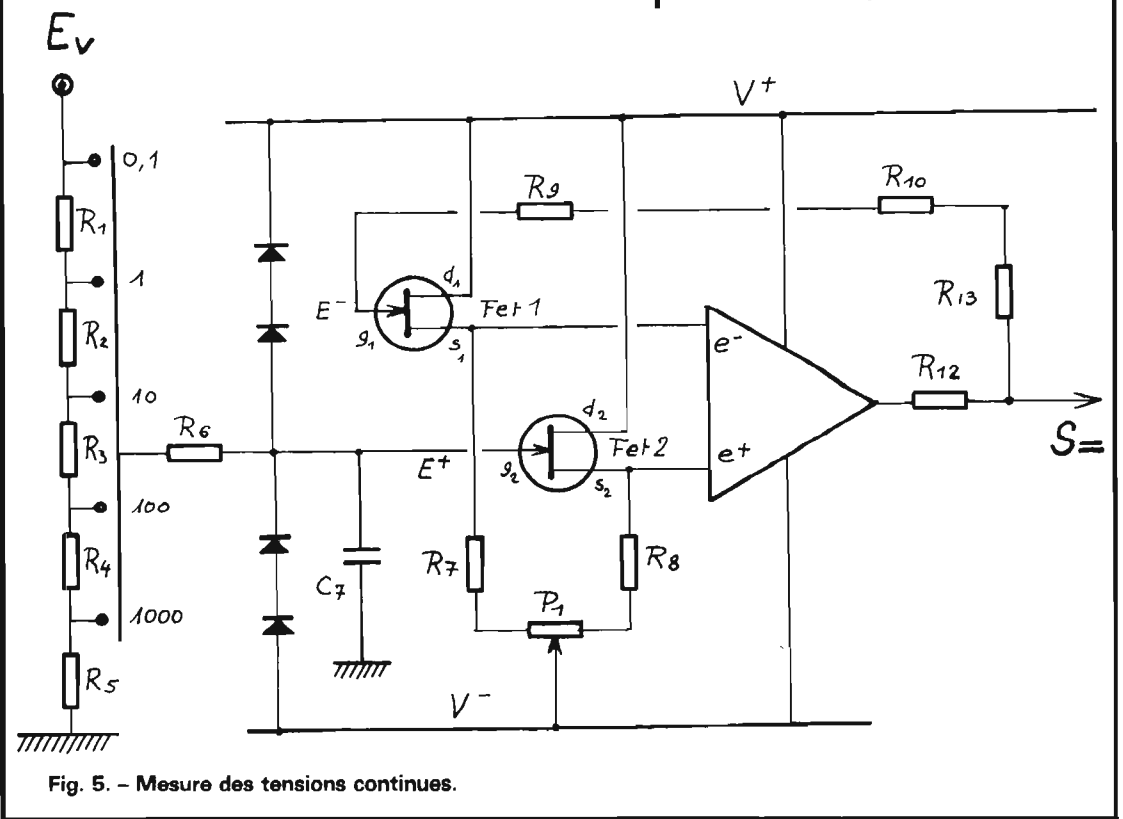 Ev
V+
0,1
R1
1
R2
10
R3
100
R4
1000
R5
R6
R9
R10
R13
R12
E-
g1
d1
s1
Fet 1
e-
E+
g2
d2
s2
Fet 2
e+
S=
C7
R7
R8
P1
V-
Fig. 5. – Mesure des tensions continues.